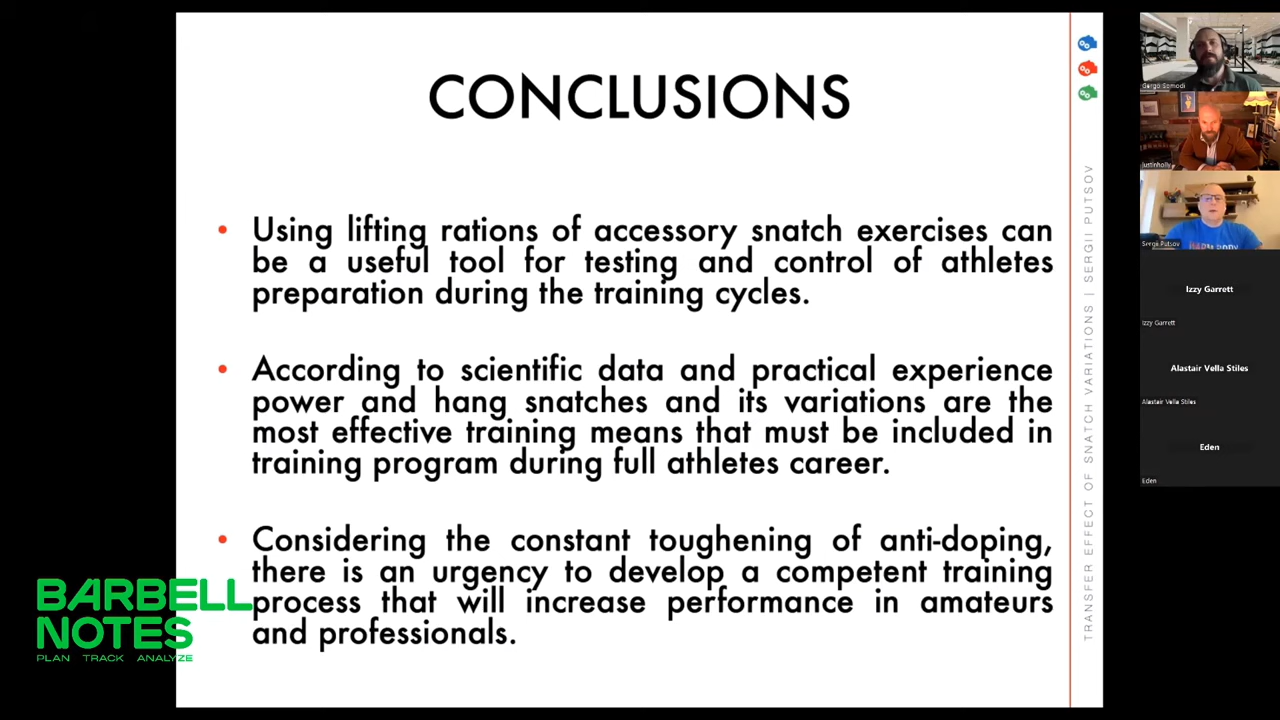 CONCLUSIONS
• Using lifting rations of accessory snatch exercises can
be a useful tool for testing and control of athletes
preparation during the training cycles.
• According to scientific data and practical experience
power and hang snatches and its variations are the
most effective training means that must be included in
training program during full athletes career.
• Considering the constant toughening of anti-doping,
there is an urgency to develop a competent training
process that will increase performance in amateurs
and professionals.
TRANSFER EFFECT OF SNATCH VARIATIONS | SERGII PUTSOV
BARBELL
NOTES
PLAN TRACK ANALYZE
Gergo Somodi
justinholly
Sergii Putsov
Izzy Garrett
Izzy Garrett
Alastair Vella Stiles
Alastair Vella Stiles
Eden
Eden